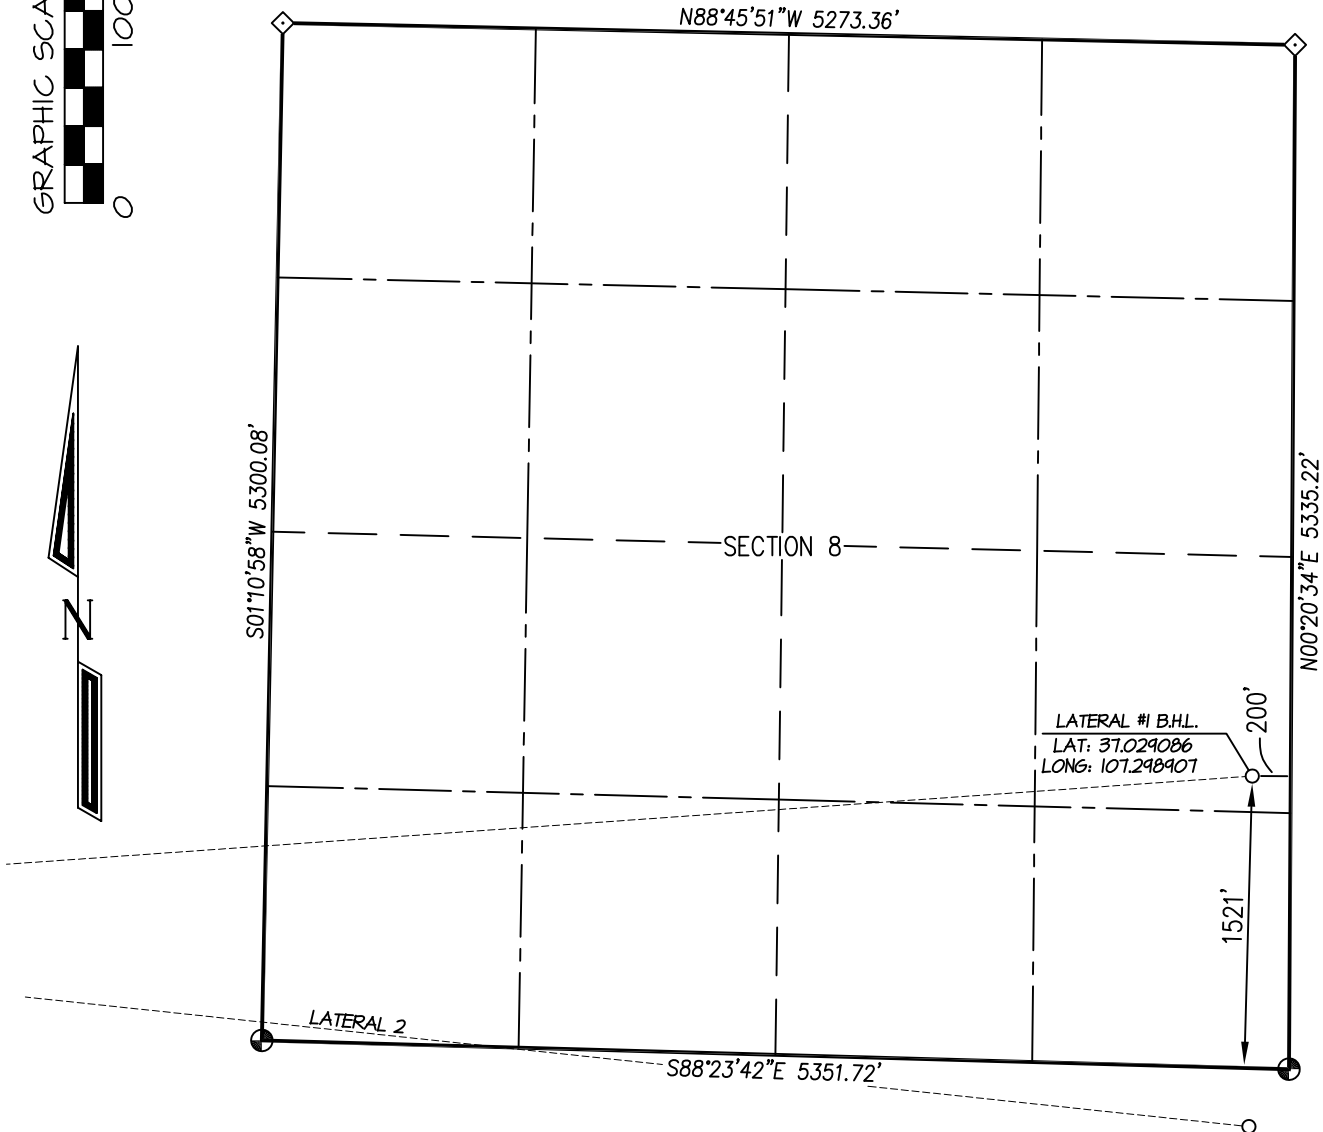 N88°45'51"W 5273.36'
GRAPHIC SCA
100
0
S01°10'58"W 5300.08'
N00°20'34"E 5335.22'
SECTION 8
N
LATERAL #1 B.H.L.
LAT: 37.029086
LONG: 107.298907
200'
1521'
LATERAL 2
S88°23'42"E 5351.72'